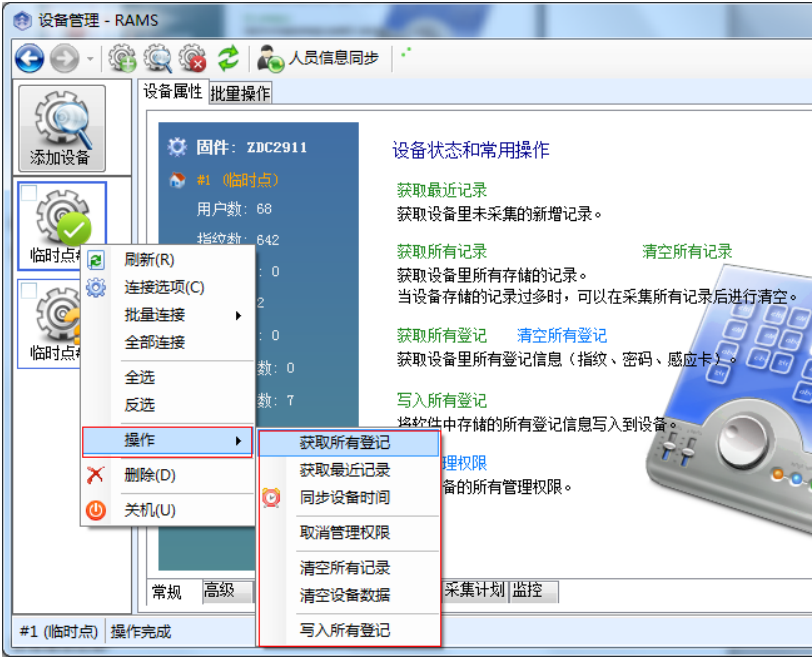 设备管理 - RAMS
人员信息同步
添加设备
设备属性 批量操作
固件: ZDC2911
#1 (临时点)
用户数: 68
指纹数: 642
: 0
2
: 0
数: 0
数: 7
设备状态和常用操作
获取最近记录
获取设备里未采集的新增记录。
获取所有记录 清空所有记录
获取设备里所有存储的记录。
当设备存储的记录过多时，可以在采集所有记录后进行清空。
获取所有登记 清空所有登记
获取设备里所有登记信息（指纹、密码、感应卡）。
写入所有登记
将软件中存储的所有登记信息写入到设备。
理权限
备的所有管理权限。
临时点
临时点
刷新(R)
连接选项(C)
批量连接
全部连接
全选
反选
操作
删除(D)
关机(U)
获取所有登记
获取最近记录
同步设备时间
取消管理权限
清空所有记录
清空设备数据
写入所有登记
常规 高级 采集计划 监控
#1 (临时点) 操作完成